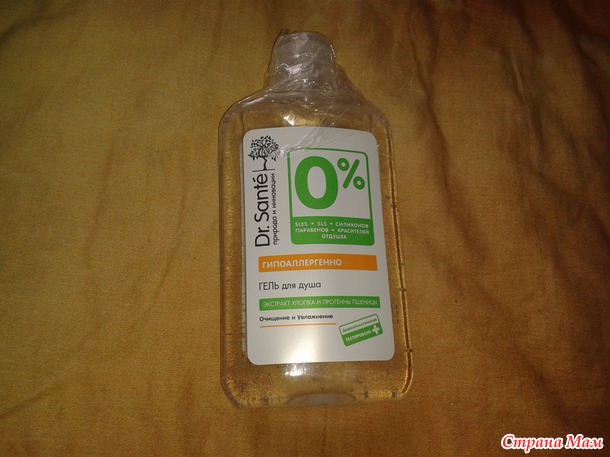 Dr. Santé
природа и инновации
0%
SLES • SLS • СИЛИКОНОВ
ПАРАБЕНОВ • КРАСИТЕЛЕЙ
ОТДУШЕК
ГИПОАЛЛЕРГЕННО
ГЕЛЬ для душа
ЭКСТРАКТ ХЛОПКА И ПРОТЕИНЫ ПШЕНИЦЫ
Очищение и Увлажнение
ТЕСТИРОВАНО
Страна Мам